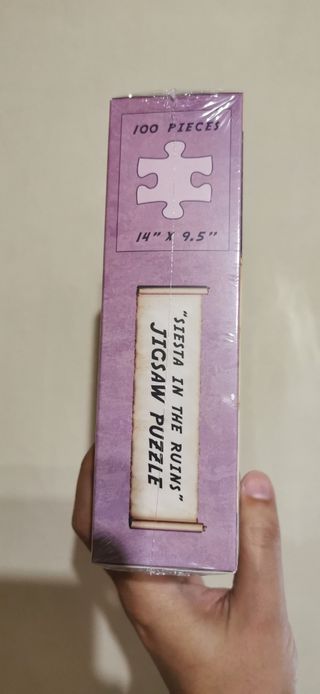 100 PIECES
14" X 9.5"
"SIESTA IN THE RUINS"
JIGSAW PUZZLE